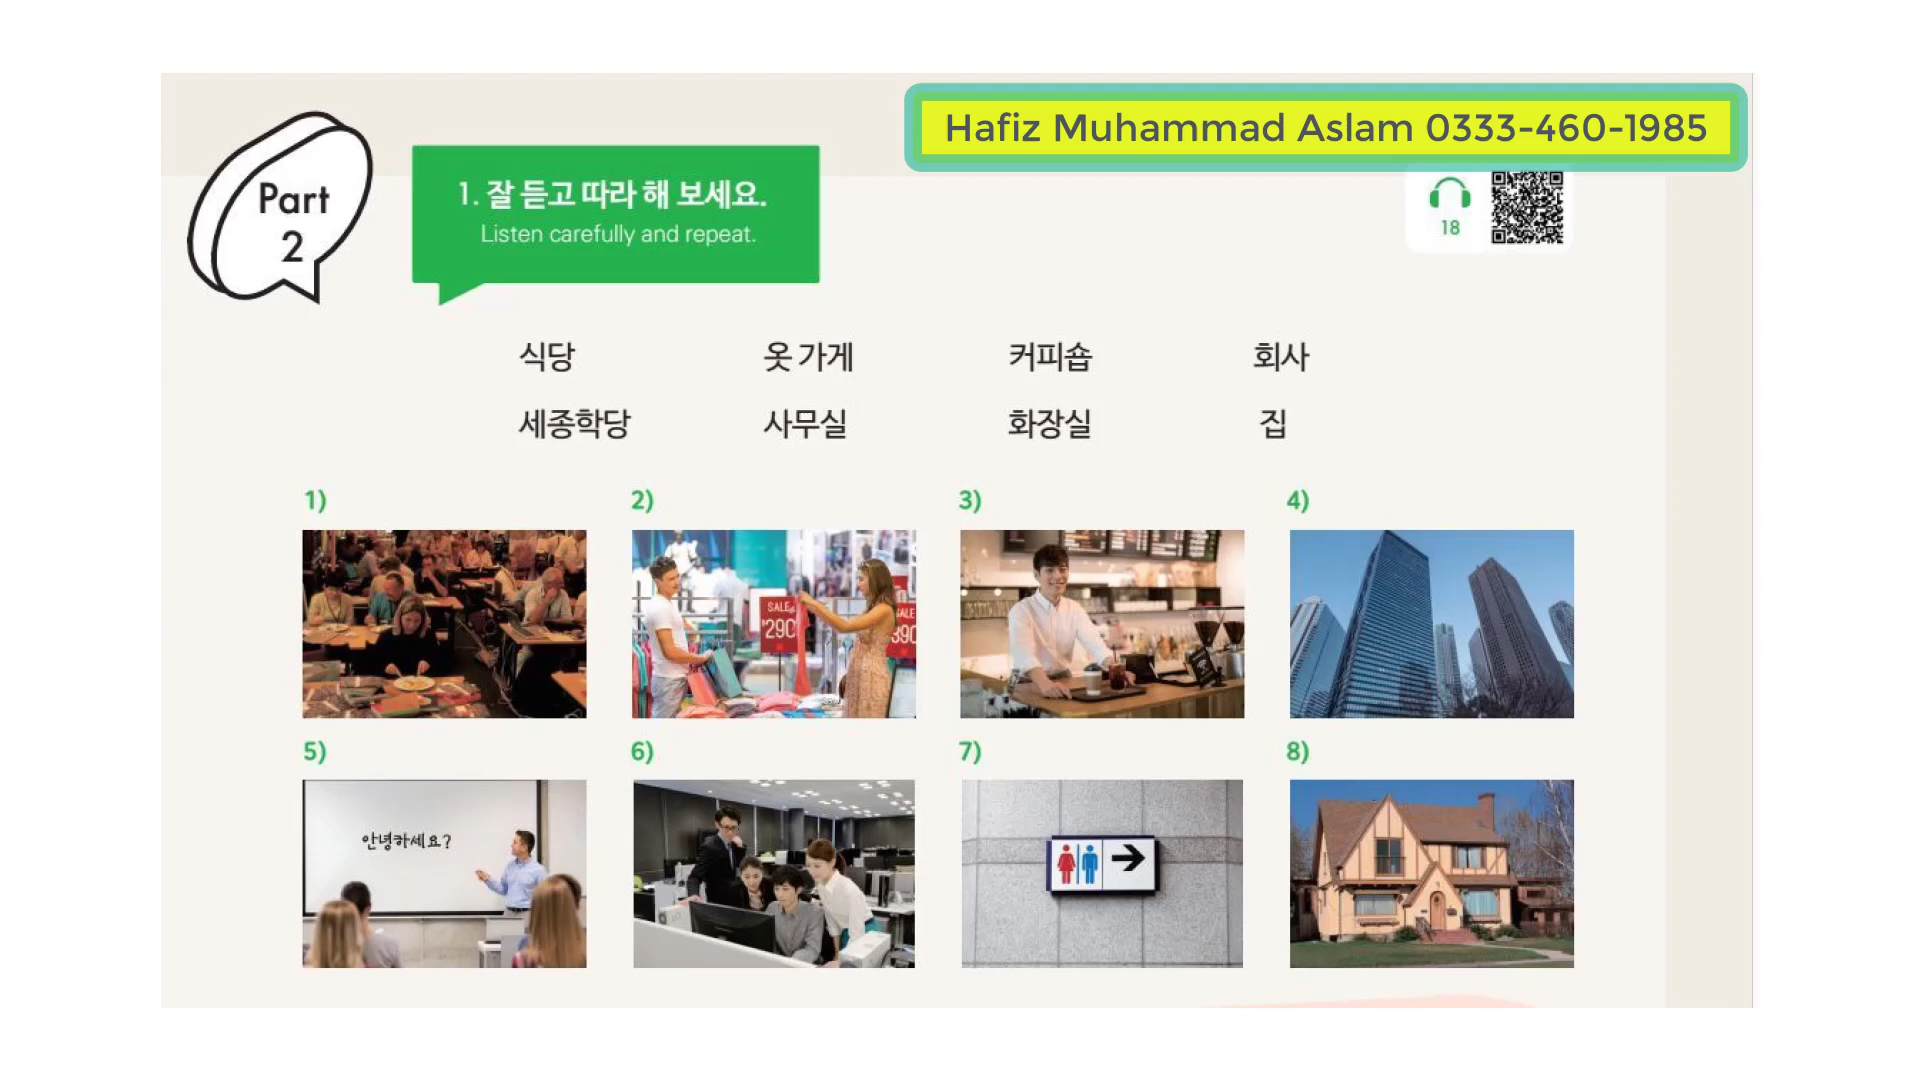 Hafiz Muhammad Aslam 0333-460-1985
Part
2
1. 잘 듣고 따라 해 보세요.
Listen carefully and repeat.
18
식당 옷 가게 커피숍 회사
세종학당 사무실 화장실 집
1) 2) 3) 4)
SALE
290
SALE
390
5) 6) 7) 8)
안녕하세요?